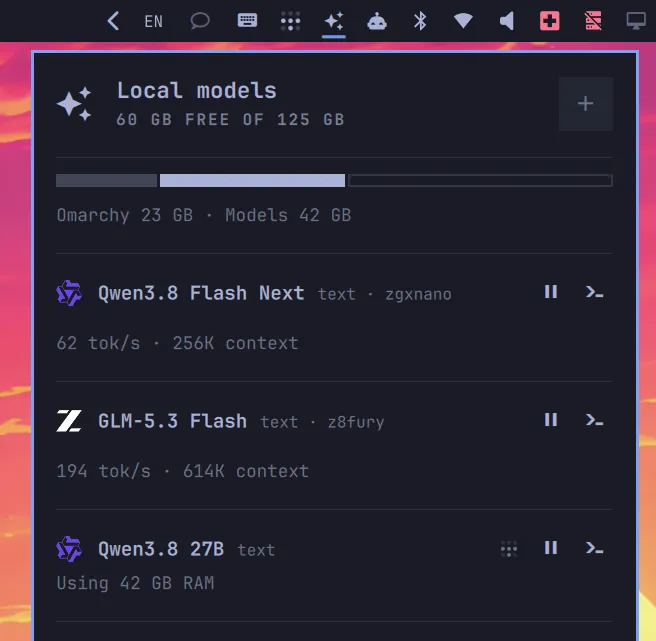 EN
Local models
60 GB FREE OF 125 GB
Omarchy 23 GB · Models 42 GB
Qwen3.8 Flash Next text · zgxnano
62 tok/s · 256K context
GLM-5.3 Flash text · z8fury
194 tok/s · 614K context
Qwen3.8 27B text
Using 42 GB RAM